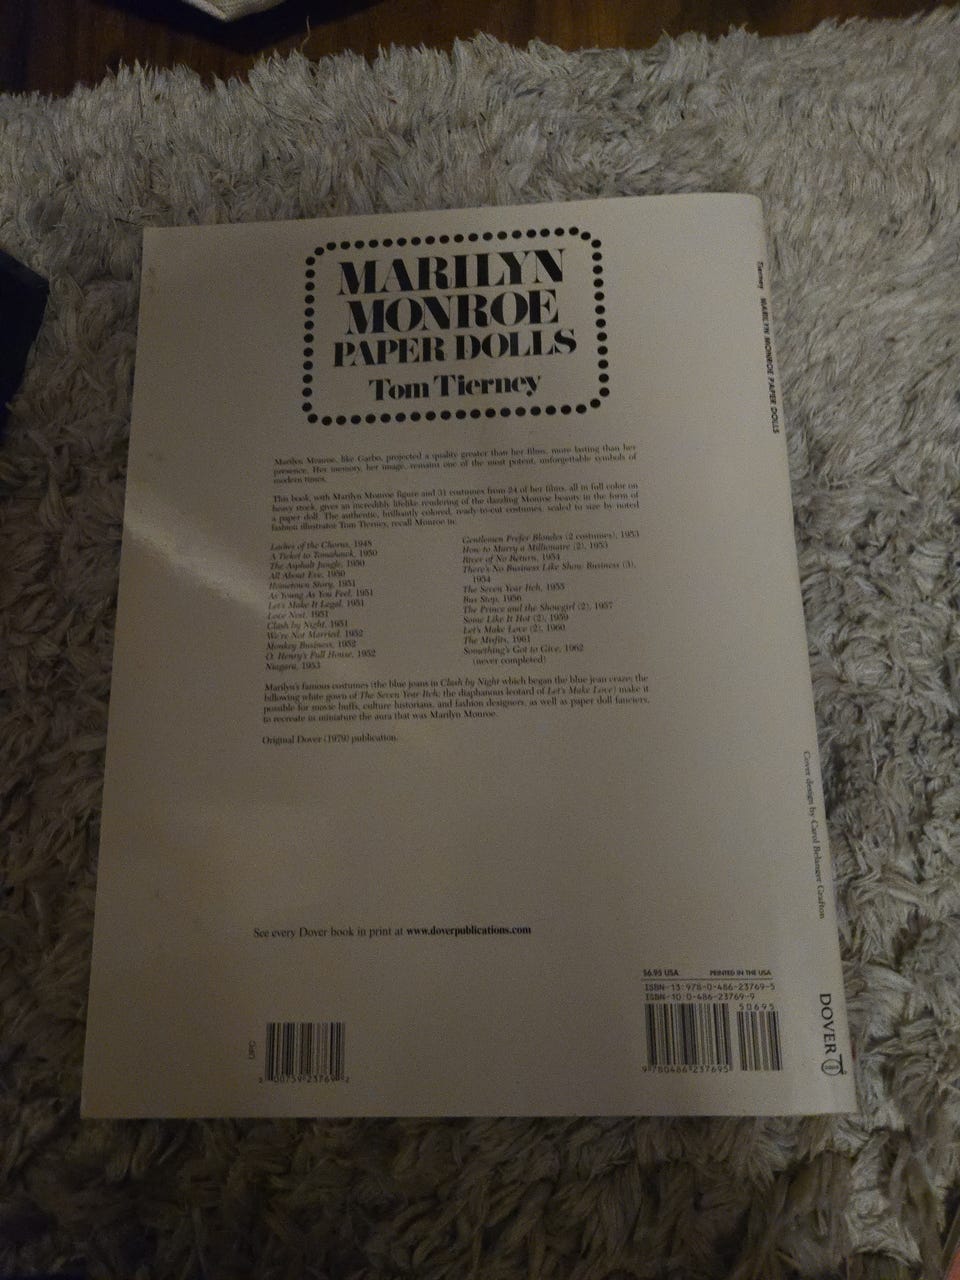 MARILYN
MONROE
PAPER DOLLS
Tom Tierney
Marilyn Monroe, like Garbo, projected a quality greater than her films, more lasting than her
presence. Her memory, her image, remains one of the most potent, unforgettable symbols of
modern times.
This book, with Marilyn Monroe figure and 31 costumes from 24 of her films, all in full color on
heavy stock, gives an incredibly lifelike rendering of the dazzling Monroe beauty in the form of
a paper doll. The authentic, brilliantly colored, ready-to-cut costumes, scaled to size by noted
fashion illustrator Tom Tierney, recall Monroe in:
Ladies of the Chorus, 1948
A Ticket to Tomahawk, 1950
The Asphalt Jungle, 1950
All About Eve, 1950
Hometown Story, 1951
As Young As You Feel, 1951
Let's Make It Legal, 1951
Love Nest, 1951
Clash by Night, 1951
We're Not Married, 1952
Monkey Business, 1952
O. Henry's Full House, 1952
Niagara, 1953
Gentlemen Prefer Blondes (2 costumes), 1953
How to Marry a Millionaire (2), 1953
River of No Return, 1954
There's No Business Like Show Business (3),
1954
The Seven Year Itch, 1955
Bus Stop, 1956
The Prince and the Showgirl (2), 1957
Some Like It Hot (2), 1959
Let's Make Love (2), 1960
The Misfits, 1961
Something's Got to Give, 1962
(never completed)
Marilyn's famous costumes (the blue jeans in Clash by Night which began the blue jean craze; the
billowing white gown of The Seven Year Itch; the diaphanous leotard of Let's Make Love) make it
possible for movie buffs, culture historians, and fashion designers, as well as paper doll fanciers,
to recreate in miniature the aura that was Marilyn Monroe.
Original Dover (1979) publication.
See every Dover book in print at www.doverpublications.com
$6.95 USA PRINTED IN THE USA
ISBN-13: 978-0-486-23769-5
ISBN-10: 0-486-23769-9
50695
9 780486 237695
UPC
00759 23769 2
Tierney MARILYN MONROE PAPER DOLLS
Cover design by Carol Belanger Grafton
DOVER